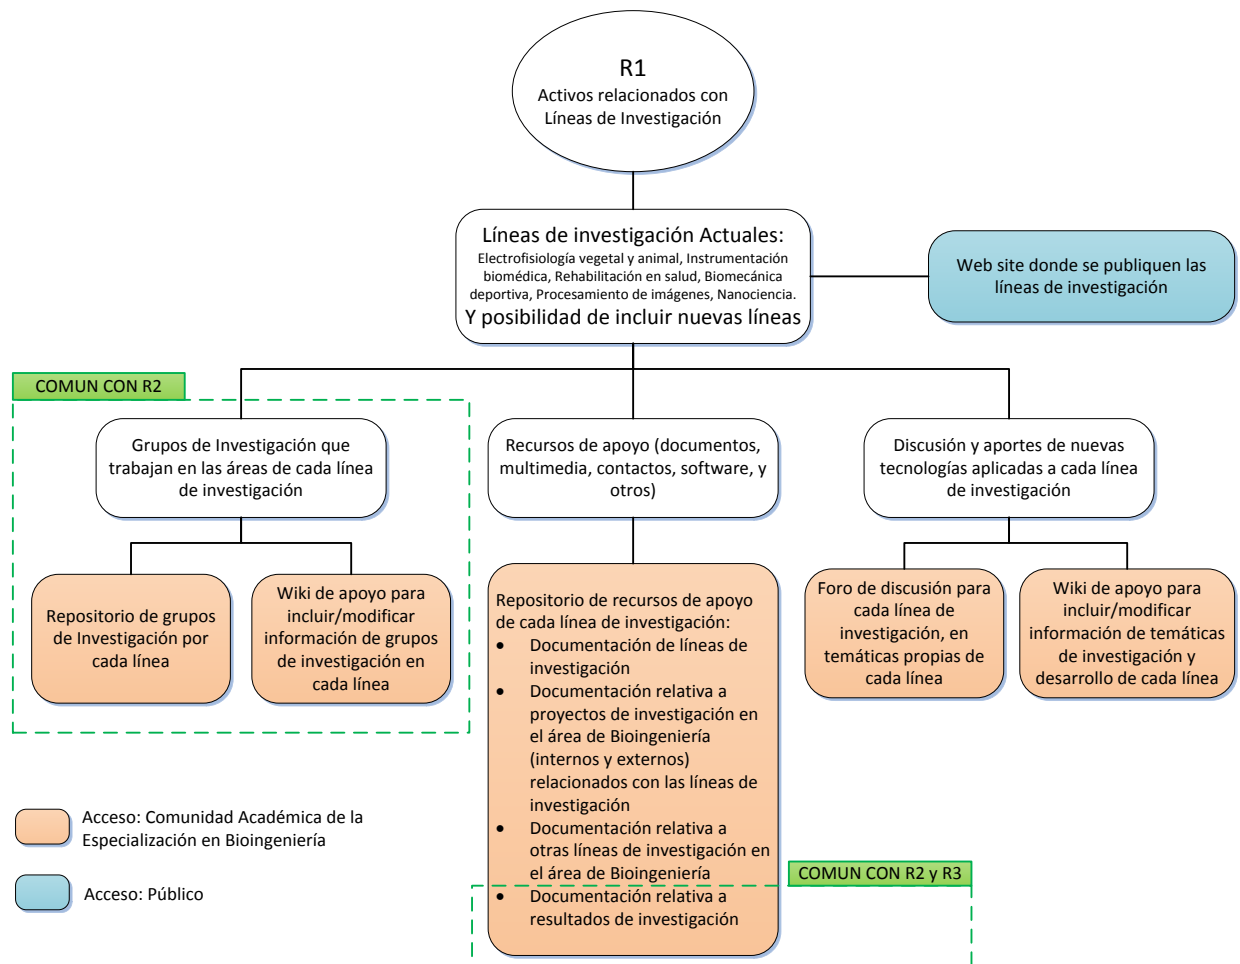 R1
Activos relacionados con
Líneas de Investigación
Líneas de investigación Actuales:
Electrofisiología vegetal y animal, Instrumentación
biomédica, Rehabilitación en salud, Biomecánica
deportiva, Procesamiento de imágenes, Nanociencia.
Y posibilidad de incluir nuevas líneas
Web site donde se publiquen las
líneas de investigación
COMUN CON R2
Grupos de Investigación que
trabajan en las áreas de cada línea
de investigación
Recursos de apoyo (documentos,
multimedia, contactos, software, y
otros)
Discusión y aportes de nuevas
tecnologías aplicadas a cada línea
de investigación
Repositorio de grupos
de Investigación por
cada línea
Wiki de apoyo para
incluir/modificar
información de grupos
de investigación en
cada línea
Repositorio de recursos de apoyo
de cada línea de investigación:
• Documentación de líneas de
investigación
• Documentación relativa a
proyectos de investigación en
el área de Bioingeniería
(internos y externos)
relacionados con las líneas de
investigación
• Documentación relativa a
otras líneas de investigación en
el área de Bioingeniería
• Documentación relativa a
resultados de investigación
Foro de discusión para
cada línea de
investigación, en
temáticas propias de
cada línea
Wiki de apoyo para
incluir/modificar
información de temáticas
de investigación y
desarrollo de cada línea
COMUN CON R2 y R3
Acceso: Comunidad Académica de la
Especialización en Bioingeniería
Acceso: Público